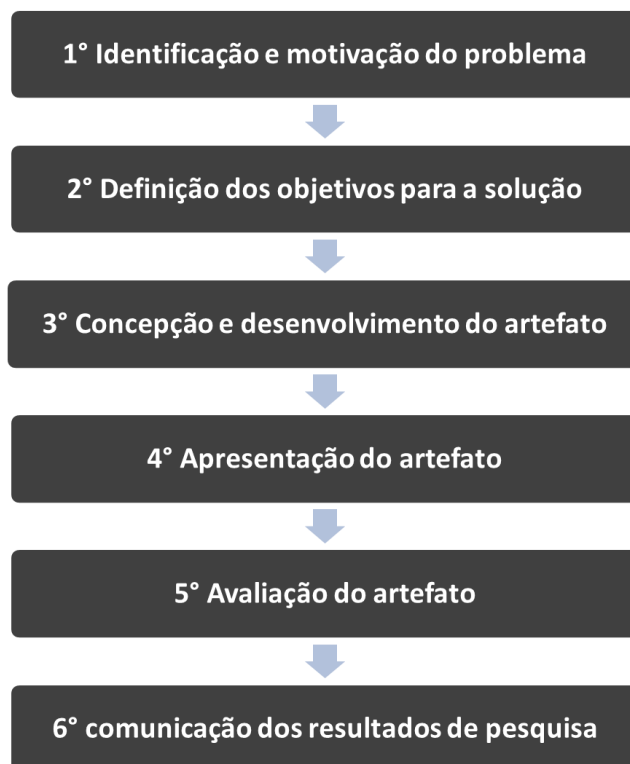 1° Identificação e motivação do problema
2° Definição dos objetivos para a solução
3° Concepção e desenvolvimento do artefato
4° Apresentação do artefato
5° Avaliação do artefato
6° comunicação dos resultados de pesquisa